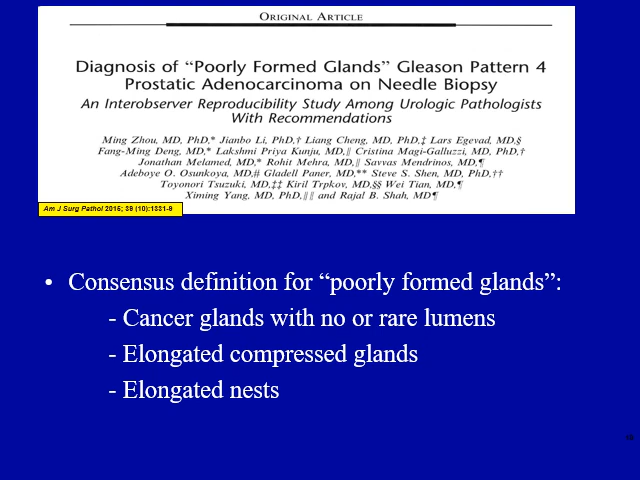 ORIGINAL ARTICLE
Diagnosis of “Poorly Formed Glands” Gleason Pattern 4
Prostatic Adenocarcinoma on Needle Biopsy
An Interobserver Reproducibility Study Among Urologic Pathologists
With Recommendations
Ming Zhou, MD, PhD,* Jianbo Li, PhD,† Liang Cheng, MD, PhD,‡ Lars Egevad, MD,§
Fang-Ming Deng, MD,* Lakshmi Priya Kunju, MD,|| Cristina Magi-Galluzzi, MD, PhD,†
Jonathan Melamed, MD,* Rohit Mehra, MD,|| Savvas Mendrinos, MD,¶
Adeboye O. Osunkoya, MD,# Gladell Paner, MD,** Steve S. Shen, MD, PhD,††
Toyonori Tsuzuki, MD,‡‡ Kiril Trpkov, MD,§§ Wei Tian, MD,¶
Ximing Yang, MD, PhD,|| || and Rajal B. Shah, MD¶
Am J Surg Pathol 2015; 39 (10):1331-9
• Consensus definition for “poorly formed glands”:
- Cancer glands with no or rare lumens
- Elongated compressed glands
- Elongated nests